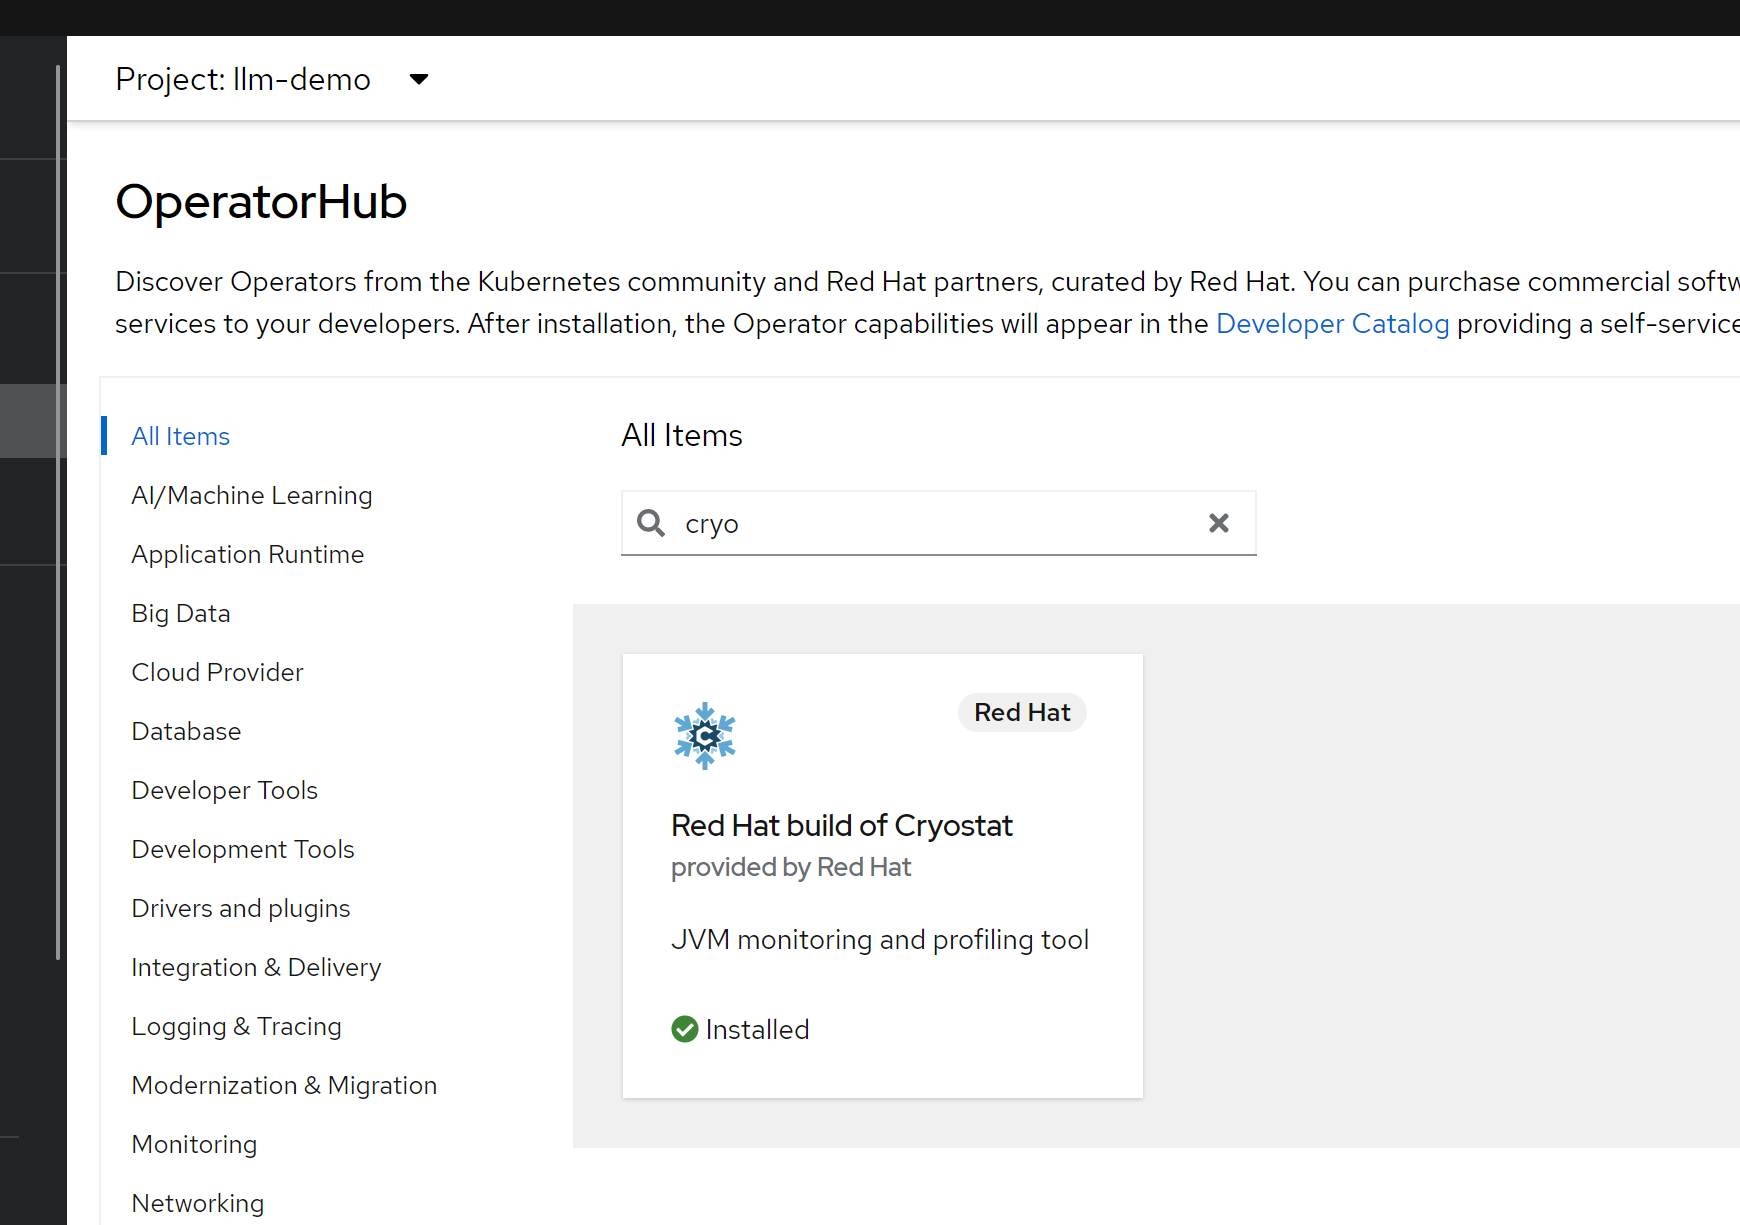 Project: llm-demo
OperatorHub
Discover Operators from the Kubernetes community and Red Hat partners, curated by Red Hat. You can purchase commercial softw
services to your developers. After installation, the Operator capabilities will appear in the Developer Catalog providing a self-service
All Items
AI/Machine Learning
Application Runtime
Big Data
Cloud Provider
Database
Developer Tools
Development Tools
Drivers and plugins
Integration & Delivery
Logging & Tracing
Modernization & Migration
Monitoring
Networking
All Items
cryo
Red Hat
Red Hat build of Cryostat
provided by Red Hat
JVM monitoring and profiling tool
Installed